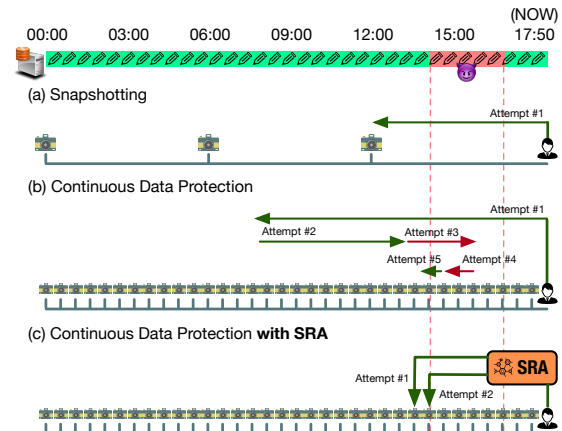 (NOW)
00:00 03:00 06:00 09:00 12:00 15:00 17:50
(a) Snapshotting
Attempt #1
(b) Continuous Data Protection
Attempt #1
Attempt #2 Attempt #3
Attempt #5 Attempt #4
(c) Continuous Data Protection with SRA
SRA
Attempt #1
Attempt #2